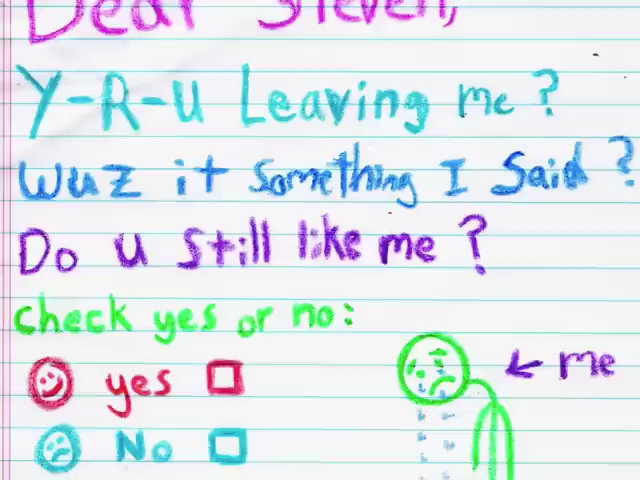 Dear Steven,
Y-R-U Leaving me?
Wuz it Something I Said?
Do u still like me?
check yes or no:
yes
← me
No